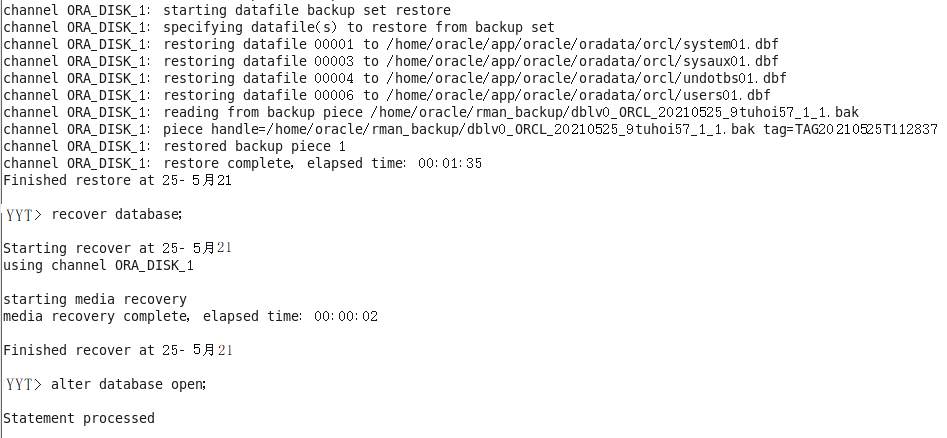 channel ORA_DISK_1: starting datafile backup set restore
channel ORA_DISK_1: specifying datafile(s) to restore from backup set
channel ORA_DISK_1: restoring datafile 00001 to /home/oracle/app/oracle/oradata/orcl/system01.dbf
channel ORA_DISK_1: restoring datafile 00003 to /home/oracle/app/oracle/oradata/orcl/sysaux01.dbf
channel ORA_DISK_1: restoring datafile 00004 to /home/oracle/app/oracle/oradata/orcl/undotbs01.dbf
channel ORA_DISK_1: restoring datafile 00006 to /home/oracle/app/oracle/oradata/orcl/users01.dbf
channel ORA_DISK_1: reading from backup piece /home/oracle/rman_backup/dblv0_ORCL_20210525_9tuhoi57_1_1.bak
channel ORA_DISK_1: piece handle=/home/oracle/rman_backup/dblv0_ORCL_20210525_9tuhoi57_1_1.bak tag=TAG20210525T112837
channel ORA_DISK_1: restored backup piece 1
channel ORA_DISK_1: restore complete, elapsed time: 00:01:35
Finished restore at 25- 5月21
YYT> recover database;
Starting recover at 25- 5月21
using channel ORA_DISK_1
starting media recovery
media recovery complete, elapsed time: 00:00:02
Finished recover at 25- 5月21
YYT> alter database open;
Statement processed